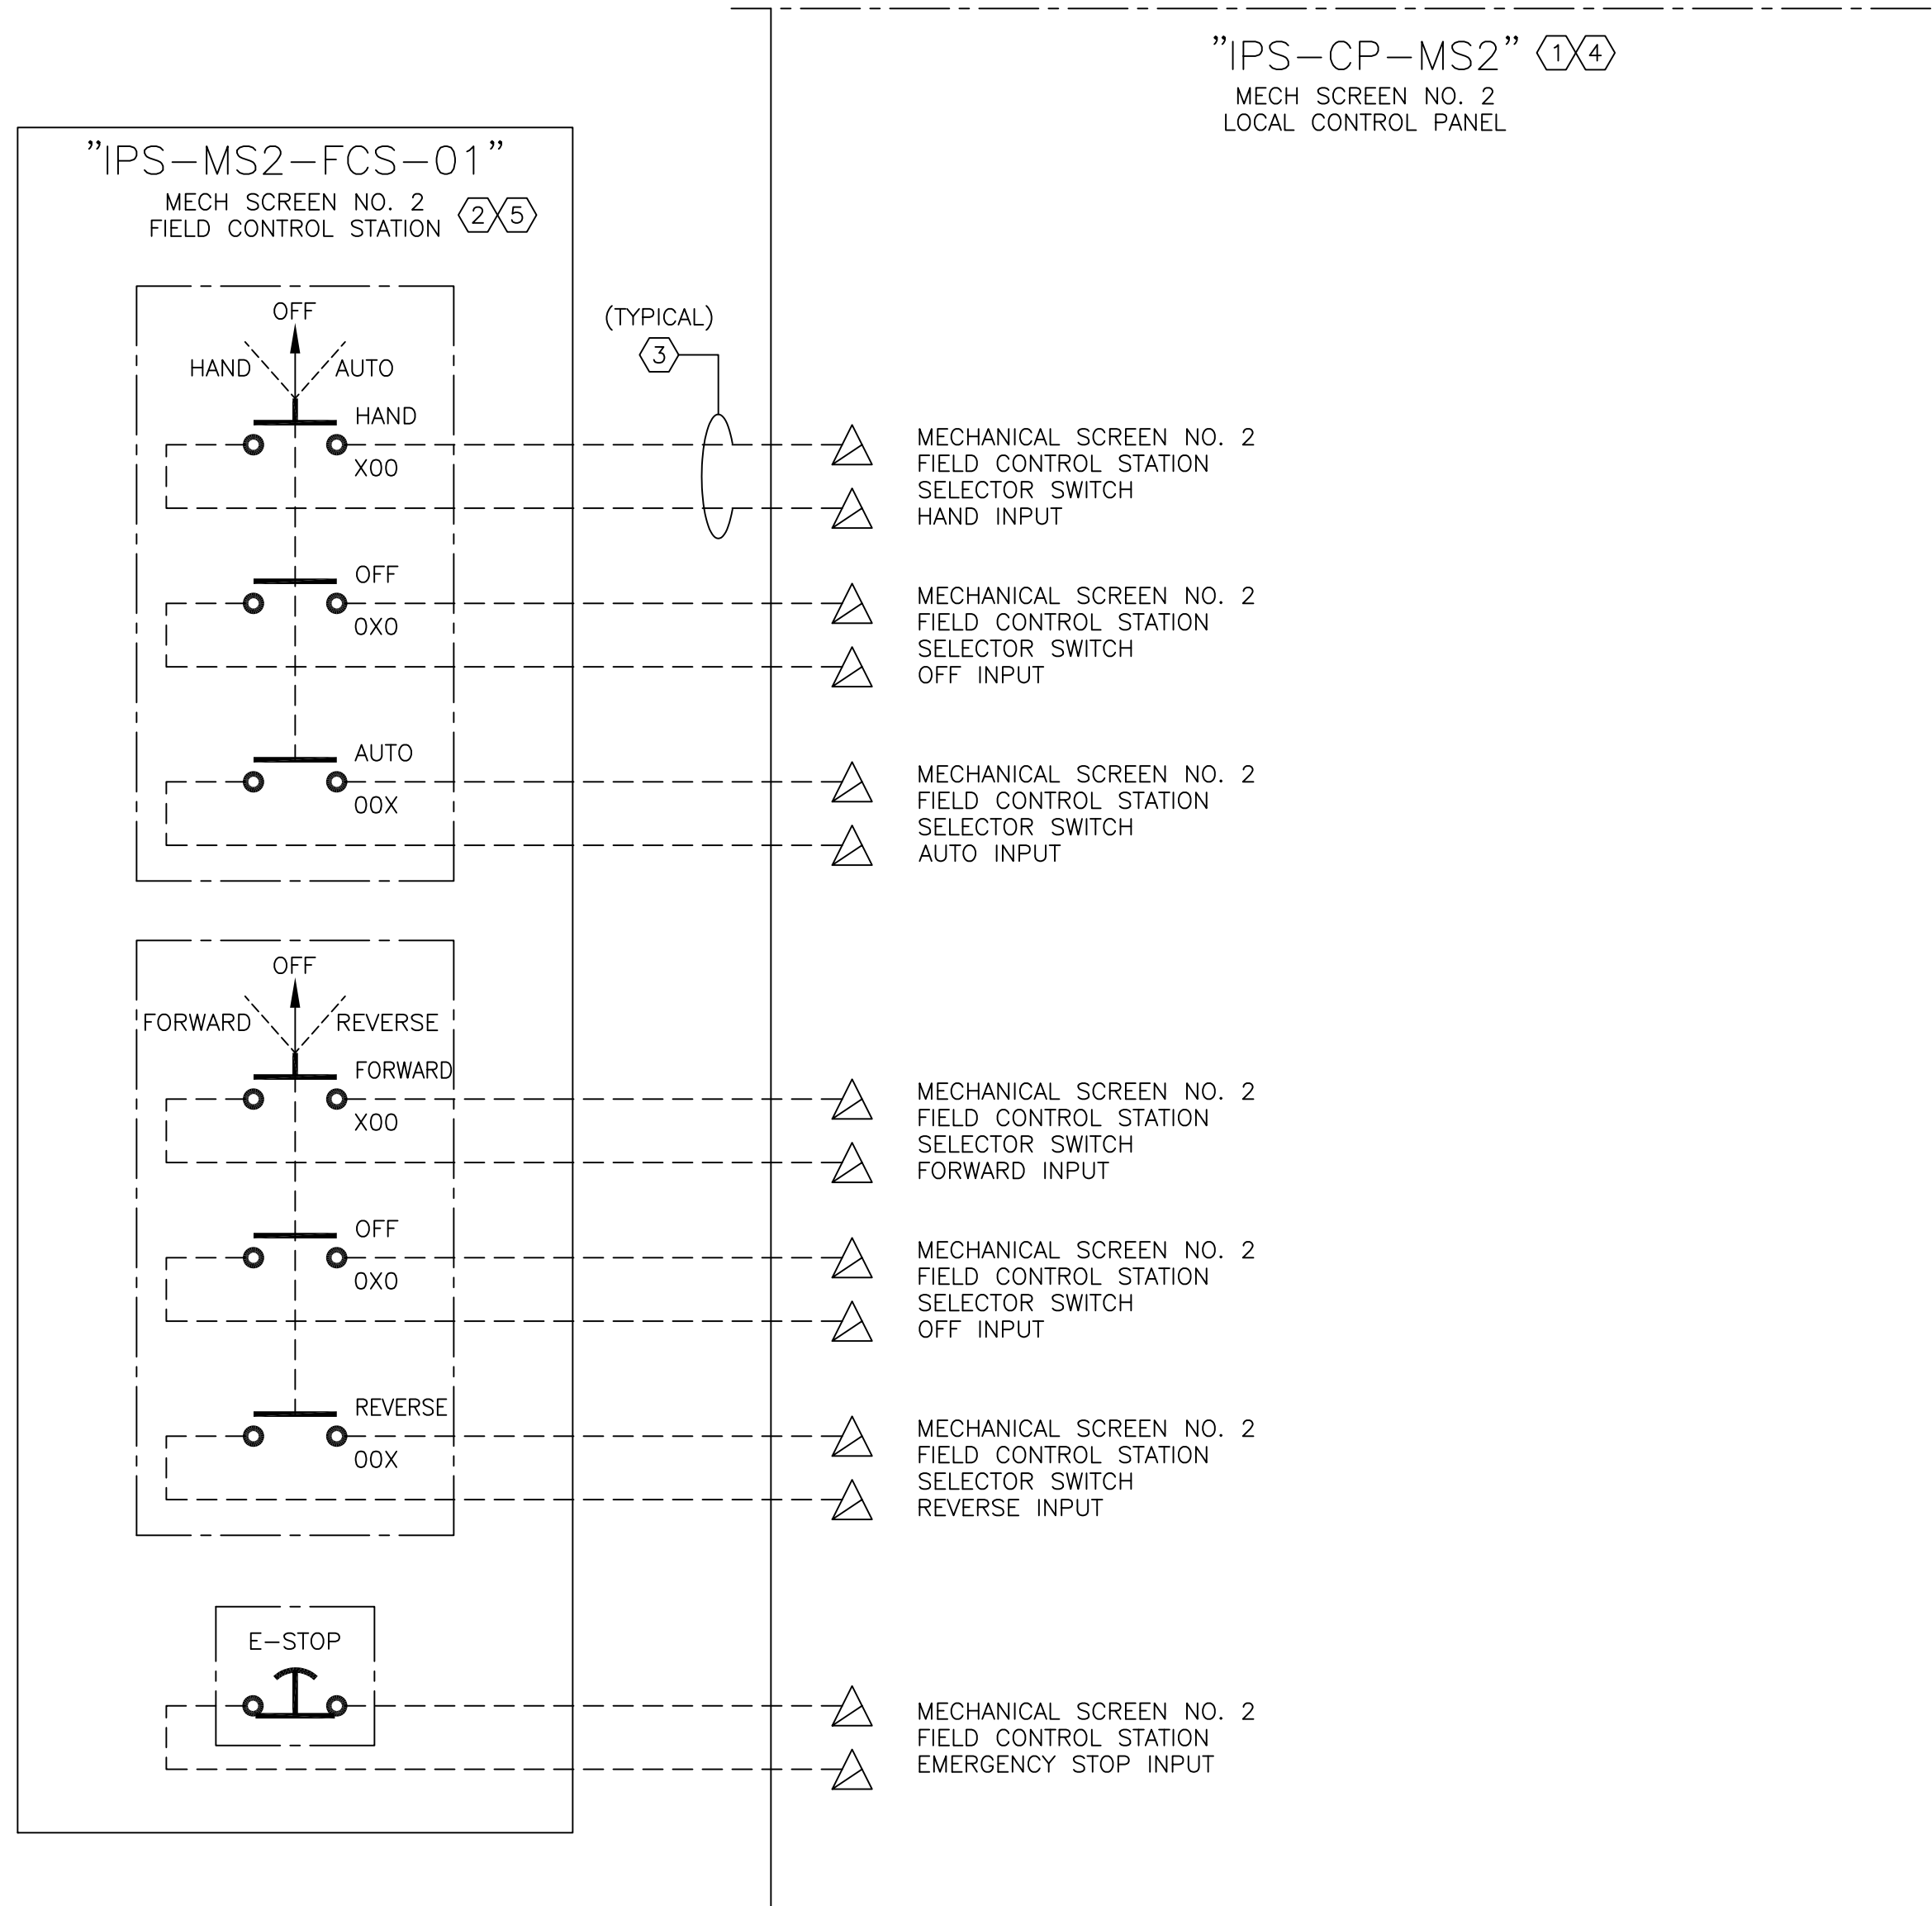 "IPS-CP-MS2" 1 4
MECH SCREEN NO. 2
LOCAL CONTROL PANEL
"IPS-MS2-FCS-01"
MECH SCREEN NO. 2
FIELD CONTROL STATION
2 5
OFF
HAND AUTO
HAND
X00
OFF
0X0
AUTO
00X
(TYPICAL)
3
MECHANICAL SCREEN NO. 2
FIELD CONTROL STATION
SELECTOR SWITCH
HAND INPUT
MECHANICAL SCREEN NO. 2
FIELD CONTROL STATION
SELECTOR SWITCH
OFF INPUT
MECHANICAL SCREEN NO. 2
FIELD CONTROL STATION
SELECTOR SWITCH
AUTO INPUT
OFF
FORWARD REVERSE
FORWARD
X00
OFF
0X0
REVERSE
00X
MECHANICAL SCREEN NO. 2
FIELD CONTROL STATION
SELECTOR SWITCH
FORWARD INPUT
MECHANICAL SCREEN NO. 2
FIELD CONTROL STATION
SELECTOR SWITCH
OFF INPUT
MECHANICAL SCREEN NO. 2
FIELD CONTROL STATION
SELECTOR SWITCH
REVERSE INPUT
E-STOP
MECHANICAL SCREEN NO. 2
FIELD CONTROL STATION
EMERGENCY STOP INPUT